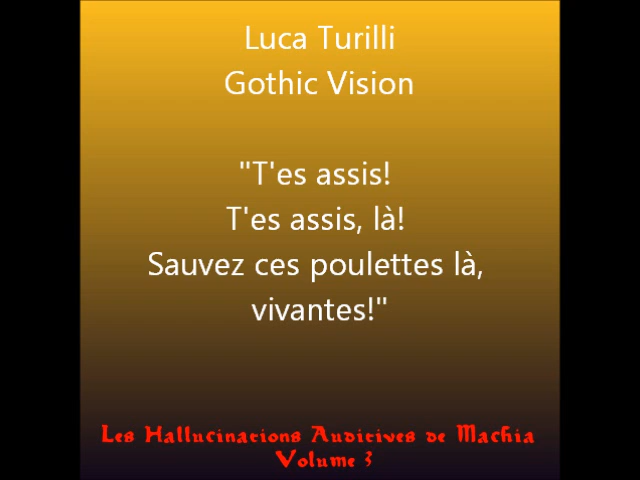 Luca Turilli
Gothic Vision
"T'es assis!
T'es assis, là!
Sauvez ces poulettes là,
vivantes!"
Les Hallucinations Auditives de Machia
Volume 3